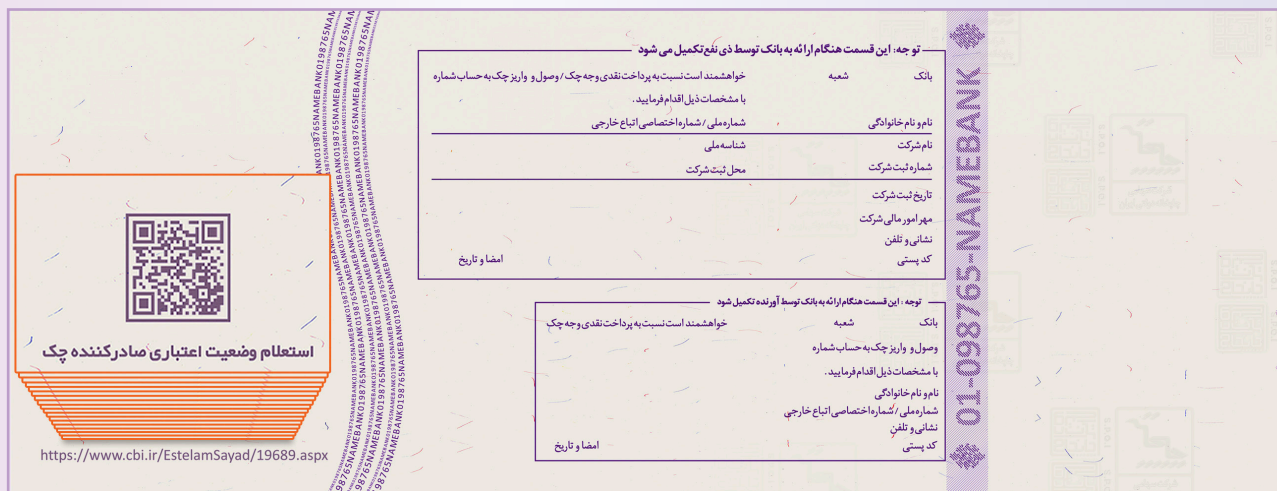 توجه: این قسمت هنگام ارائه به بانک توسط ذی نفع تکمیل می شود
بانک شعبه خواهشمند است نسبت به پرداخت نقدی وجه چک / وصول و واریز چک به حساب شماره
با مشخصات ذیل اقدام فرمایید.
نام و نام خانوادگی شماره ملی / شماره اختصاصی اتباع خارجی
نام شرکت شناسه ملی
شماره ثبت شرکت محل ثبت شرکت
تاریخ ثبت شرکت
مهر امور مالی شرکت
نشانی و تلفن
کد پستی امضا و تاریخ
توجه: این قسمت هنگام ارائه به بانک توسط آورنده تکمیل شود
بانک شعبه خواهشمند است نسبت به پرداخت نقدی وجه چک
وصول و واریز چک به حساب شماره
با مشخصات ذیل اقدام فرمایید.
نام و نام خانوادگی
شماره ملی / شماره اختصاصی اتباع خارجی
نشانی و تلفن
کد پستی امضا و تاریخ
01-098765-NAMEBANK
استعلام وضعیت اعتباری صادرکننده چک
https://www.cbi.ir/EstelamSayad/19689.aspx